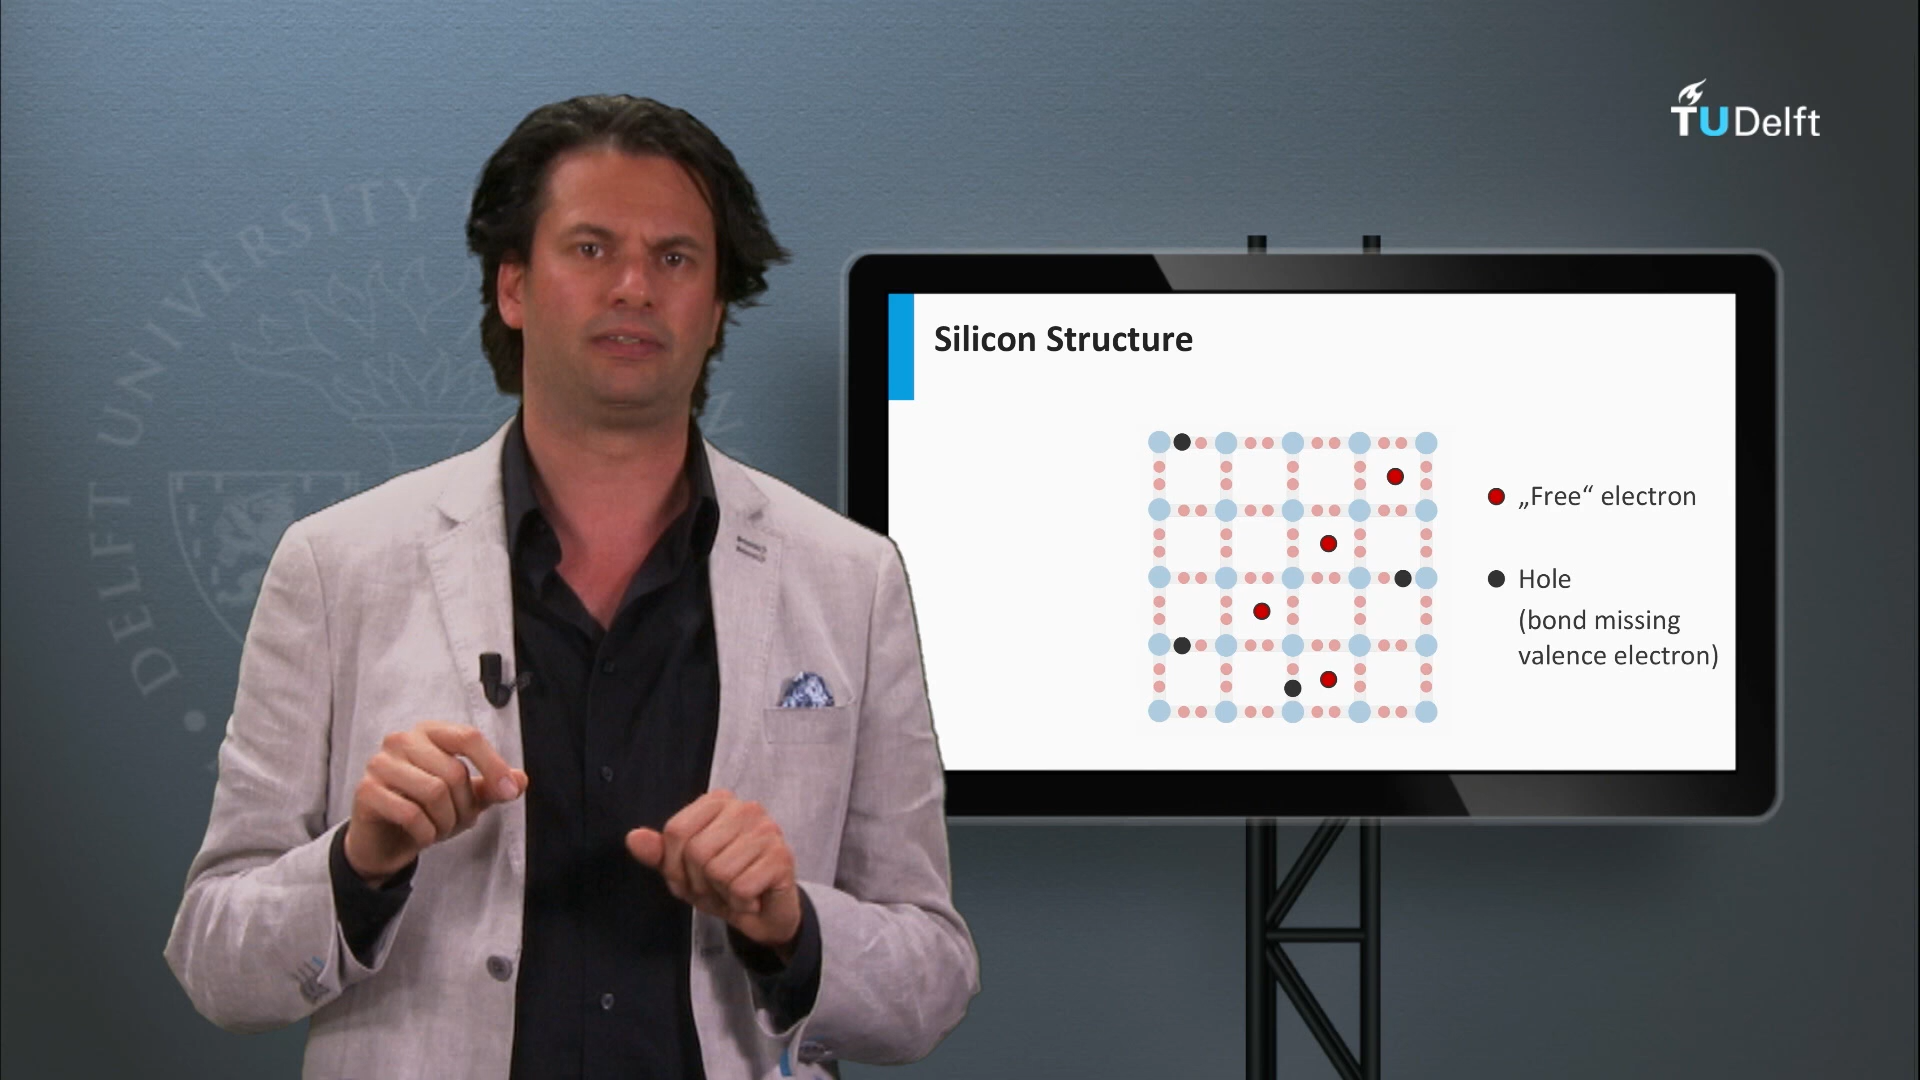 TUDelft
DELFT UNIVERSITY
Silicon Structure
„Free“ electron
Hole
(bond missing
valence electron)